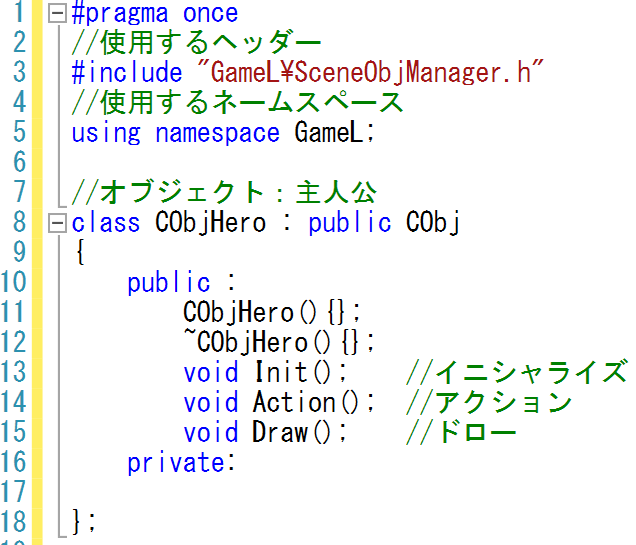 1 #pragma once
2 //使用するヘッダー
3 #include "GameL¥SceneObjManager.h"
4 //使用するネームスペース
5 using namespace GameL;
6
7 //オブジェクト：主人公
8 class CObjHero : public CObj
9 {
10 public :
11 CObjHero(){};
12 ~CObjHero(){};
13 void Init(); //イニシャライズ
14 void Action(); //アクション
15 void Draw(); //ドロー
16 private:
17
18 };